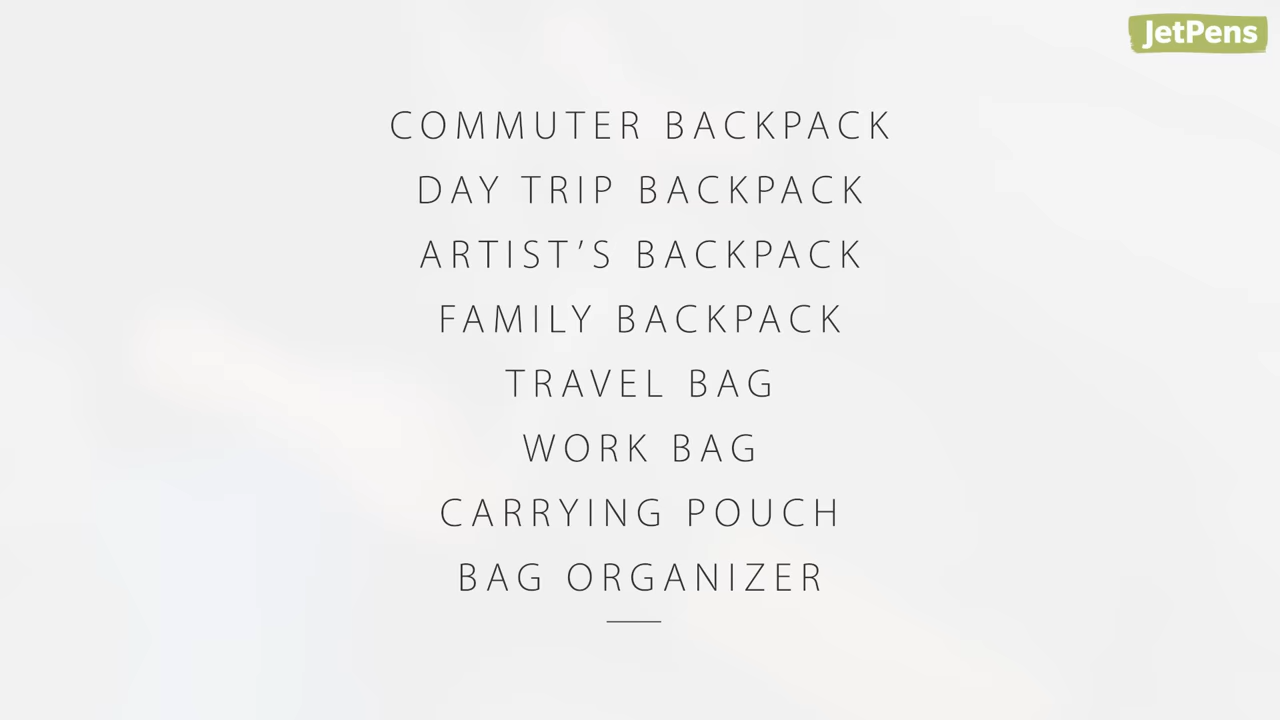 JetPens
COMMUTER BACKPACK
DAY TRIP BACKPACK
ARTIST’S BACKPACK
FAMILY BACKPACK
TRAVEL BAG
WORK BAG
CARRYING POUCH
BAG ORGANIZER